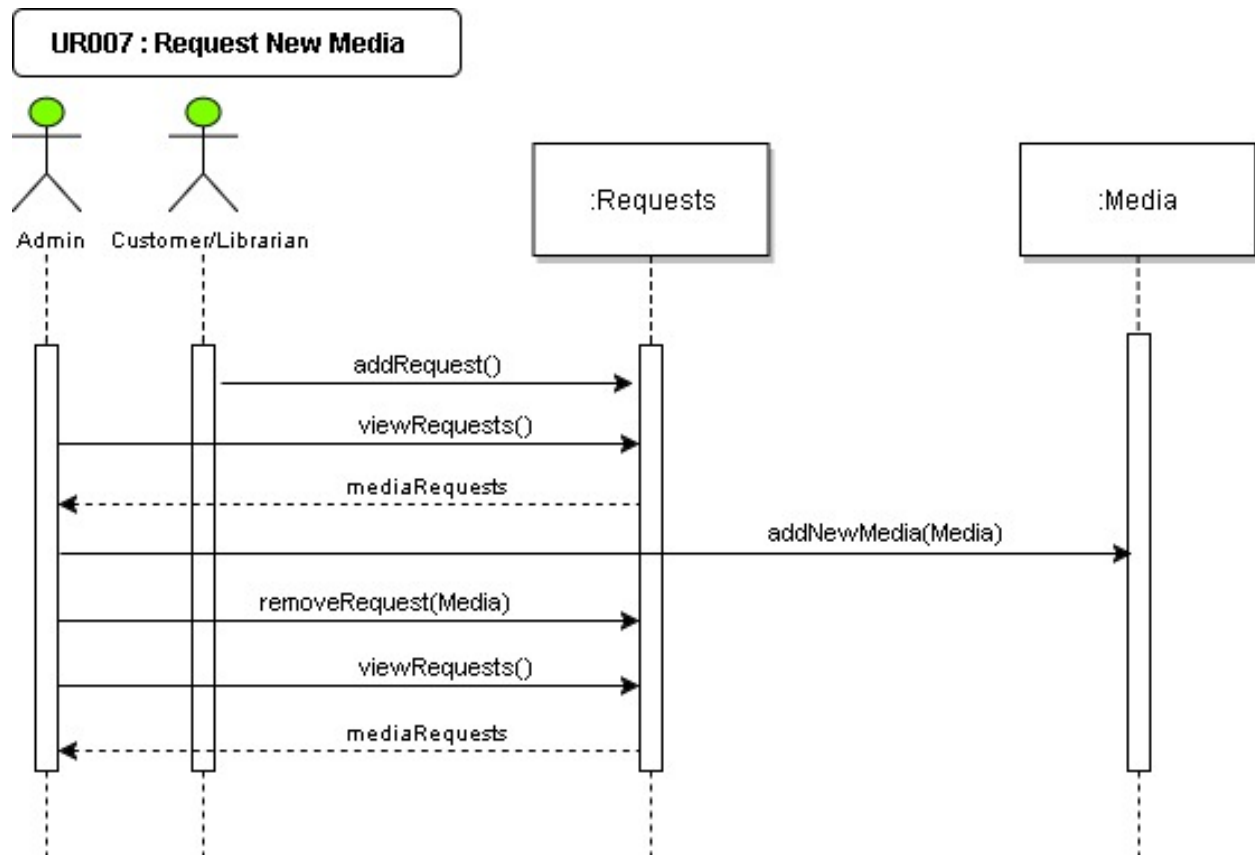 UR007 : Request New Media
Admin
Customer/Librarian
:Requests
:Media
addRequest()
viewRequests()
mediaRequests
addNewMedia(Media)
removeRequest(Media)
viewRequests()
mediaRequests